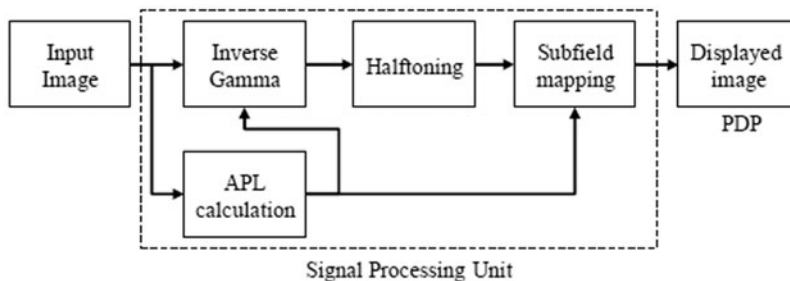 Input
Image
Inverse
Gamma
Halftoning
Subfield
mapping
Displayed
image
PDP
APL
calculation
Signal Processing Unit